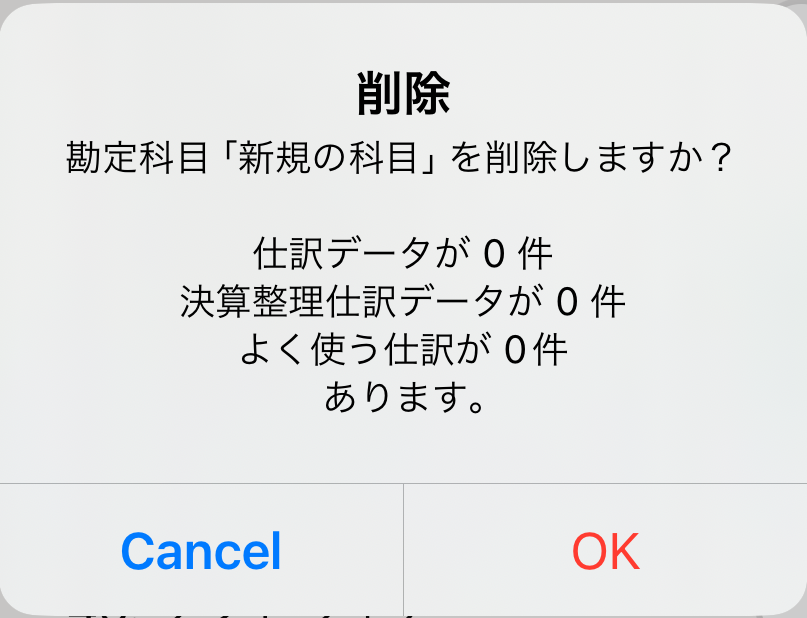 削除
勘定科目「新規の科目」を削除しますか？
仕訳データが 0 件
決算整理仕訳データが 0 件
よく使う仕訳が 0件
あります。
Cancel
OK